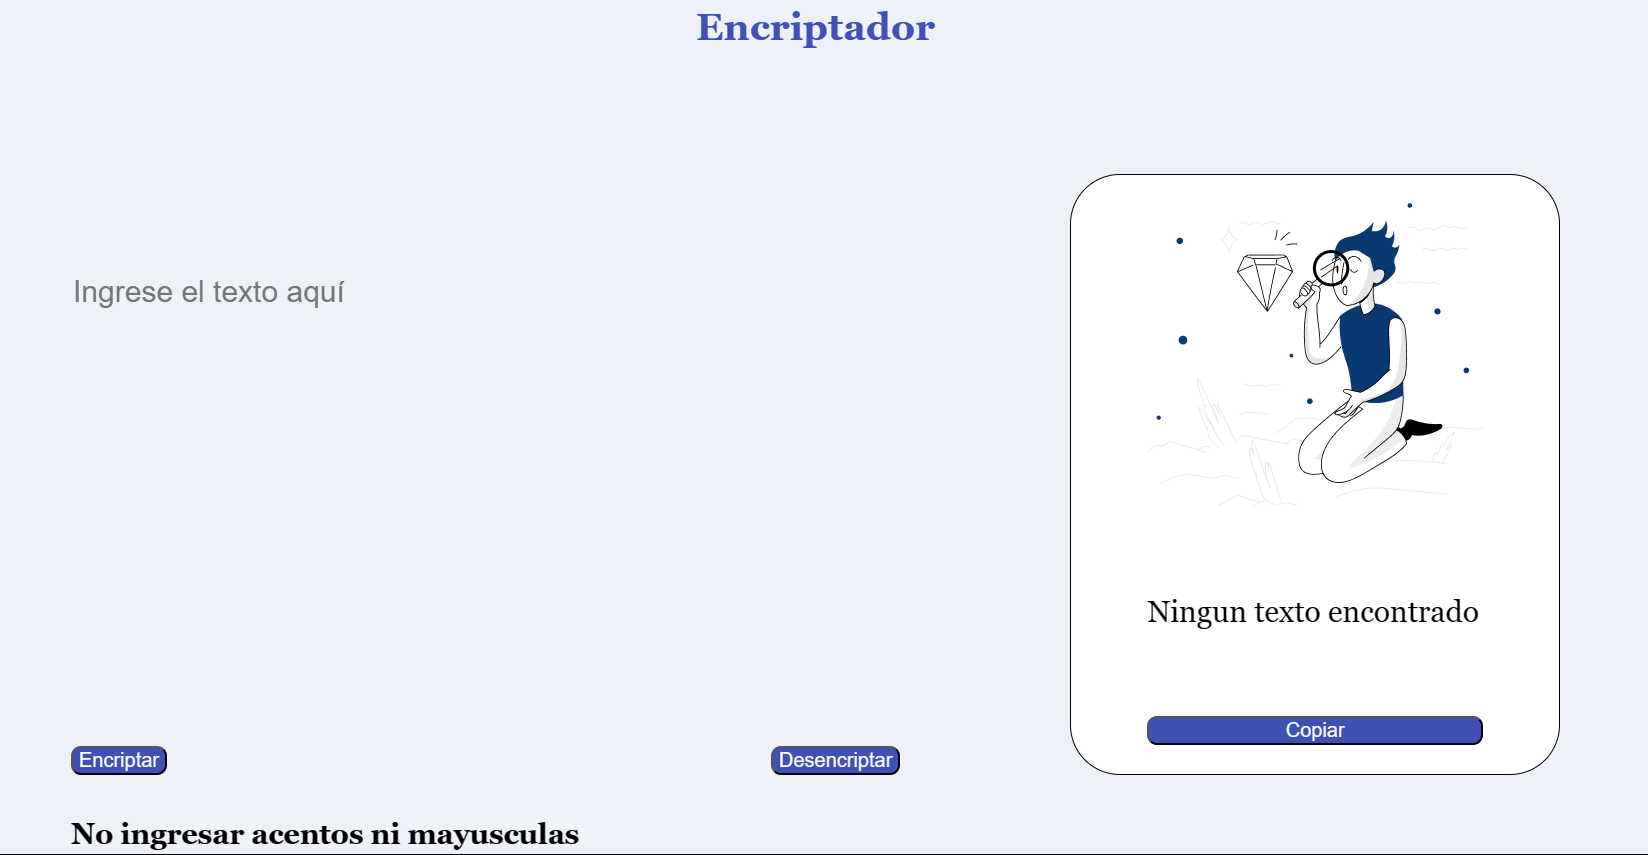 Encriptador
Ingrese el texto aquí
Ningun texto encontrado
Copiar
Encriptar
Desencriptar
No ingresar acentos ni mayusculas